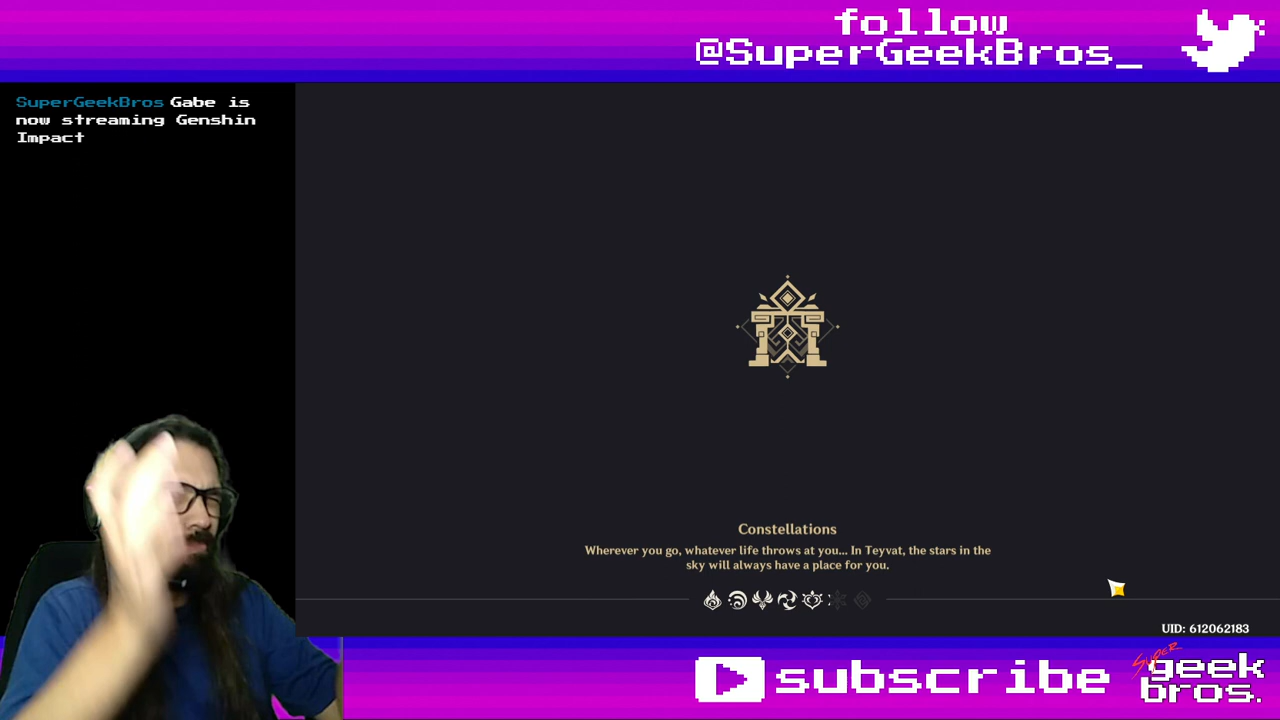 follow
@SuperGeekBros_
SuperGeekBros Gabe is
now streaming Genshin
Impact
Constellations
Wherever you go, whatever life throws at you... In Teyvat, the stars in the
sky will always have a place for you.
UID: 612062183
subscribe
SUPER
geek
bros.